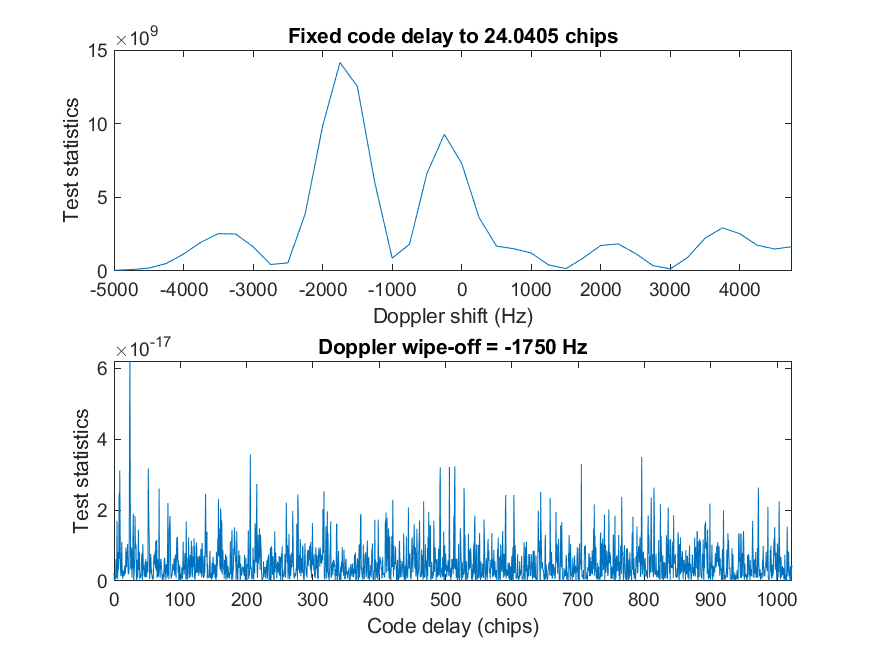 Fixed code delay to 24.0405 chips
×10^9
15
10
5
0
Test statistics
-5000 -4000 -3000 -2000 -1000 0 1000 2000 3000 4000
Doppler shift (Hz)
Doppler wipe-off = -1750 Hz
×10^-17
6
4
2
0
Test statistics
0 100 200 300 400 500 600 700 800 900 1000
Code delay (chips)